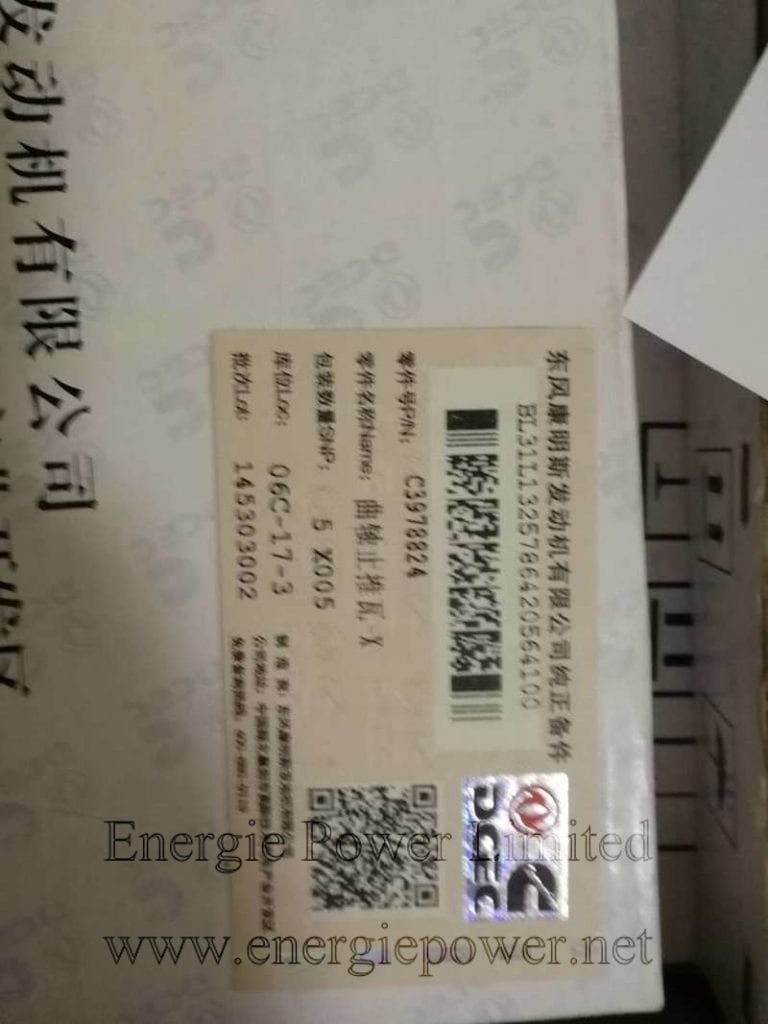 发动机有限公司
东风康明斯发动机有限公司纯正备件
BL31L1325786420564100
零件号P/N: C3978824
零件名称Name: 曲轴止推瓦-X
包装数量SNP: 5 X005
库位Loc: 06C-17-3
批次Lot: 145303002
DCEC
Energie Power Limited
www.energiepower.net